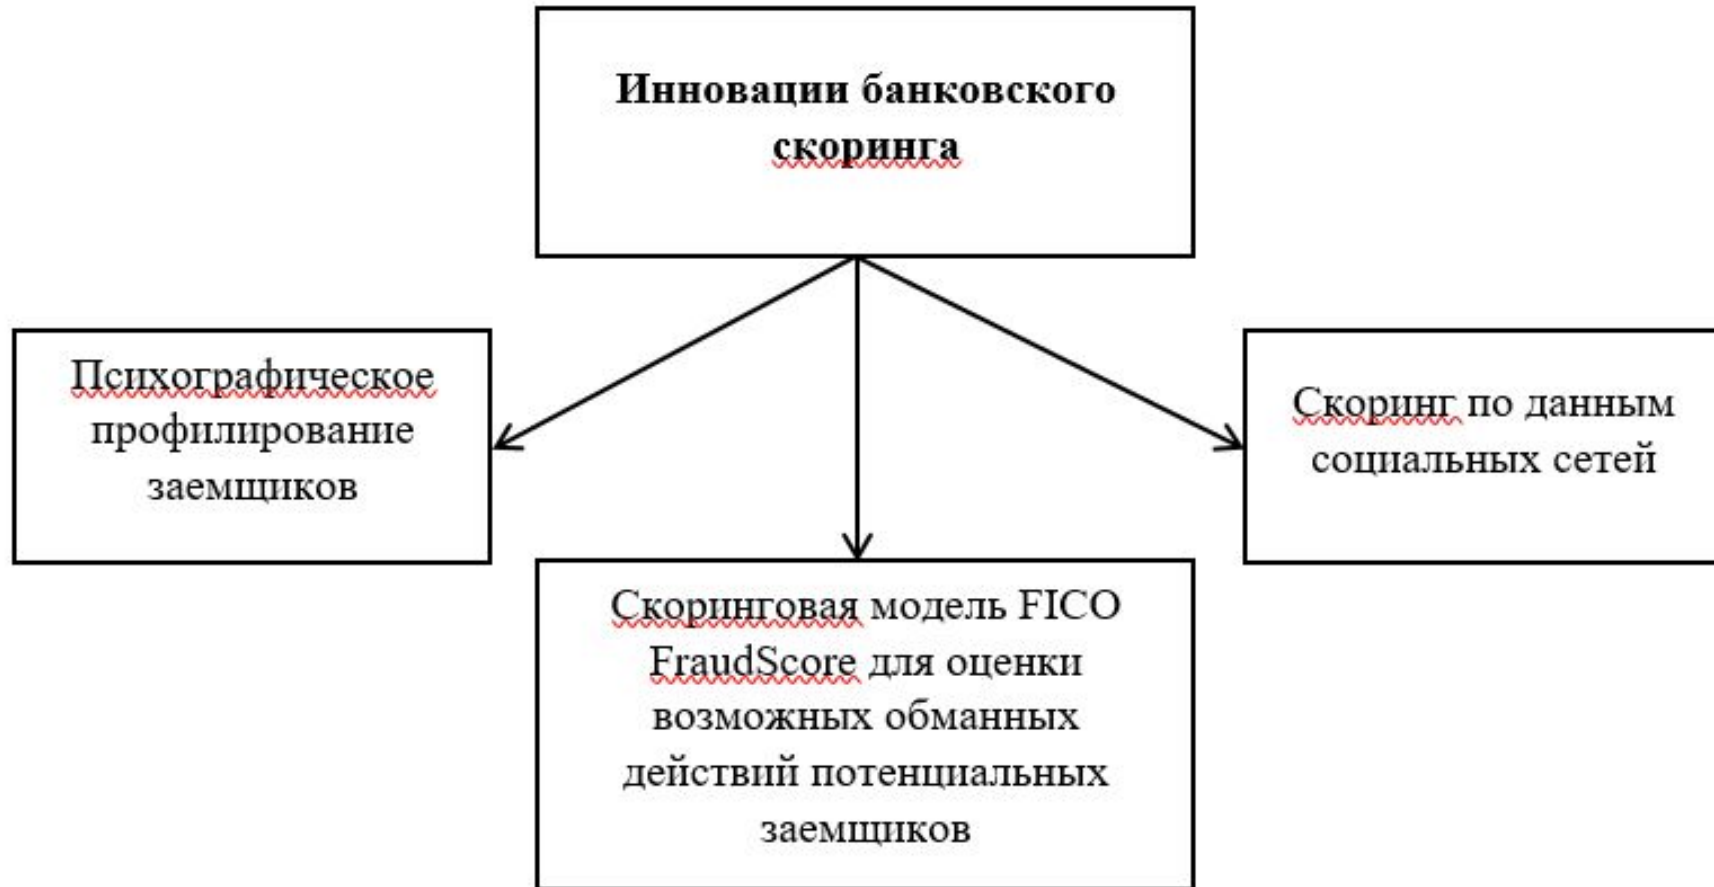 Инновации банковского
скоринга
Психографическое
профилирование
заемщиков
Скоринг по данным
социальных сетей
Скоринговая модель FICO
FraudScore для оценки
возможных обманных
действий потенциальных
заемщиков